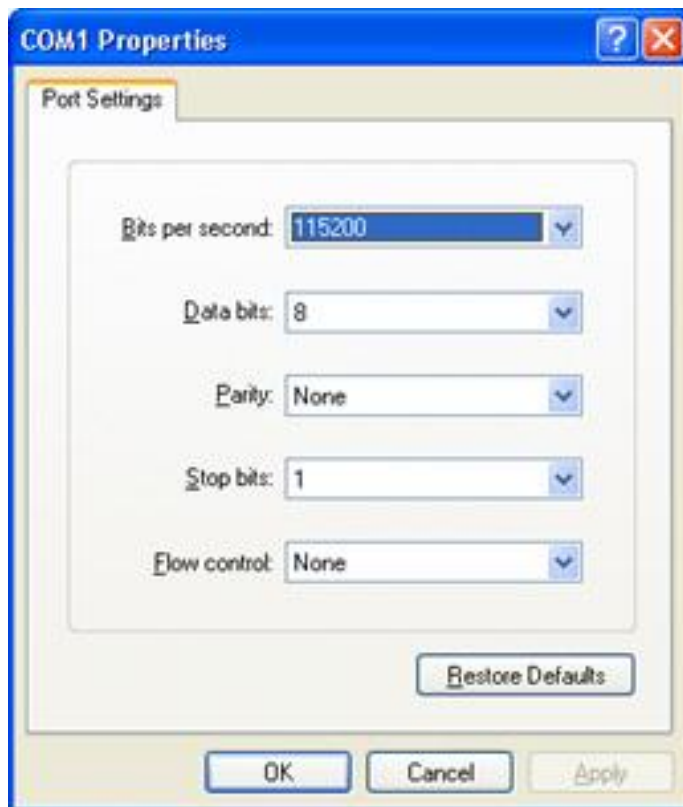 COM1 Properties
Port Settings
Bits per second: 115200
Data bits: 8
Parity: None
Stop bits: 1
Flow control: None
Restore Defaults
OK Cancel Apply